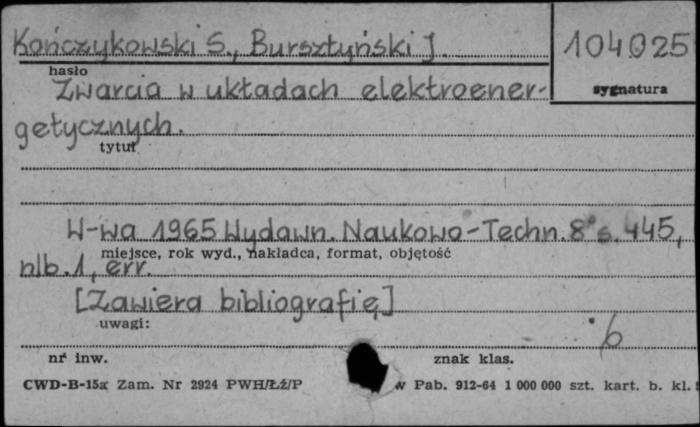 Kończykowski S., Bursztyński J.
104025
hasło
sygnatura
Zwarcia w układach elektroener-
getycznych.
tytuł
W-wa 1965 Wydawn. Naukowo-Techn. 8° s. 445,
miejsce, rok wyd., nakładca, format, objętość
nlb. 1, err.
[Zawiera bibliografię]
uwagi:
6
nr inw.
znak klas.
CWD-B-15a Zam. Nr 2924 PWH/Łź/P w Pab. 912-64 1 000 000 szt. kart. b. kl.